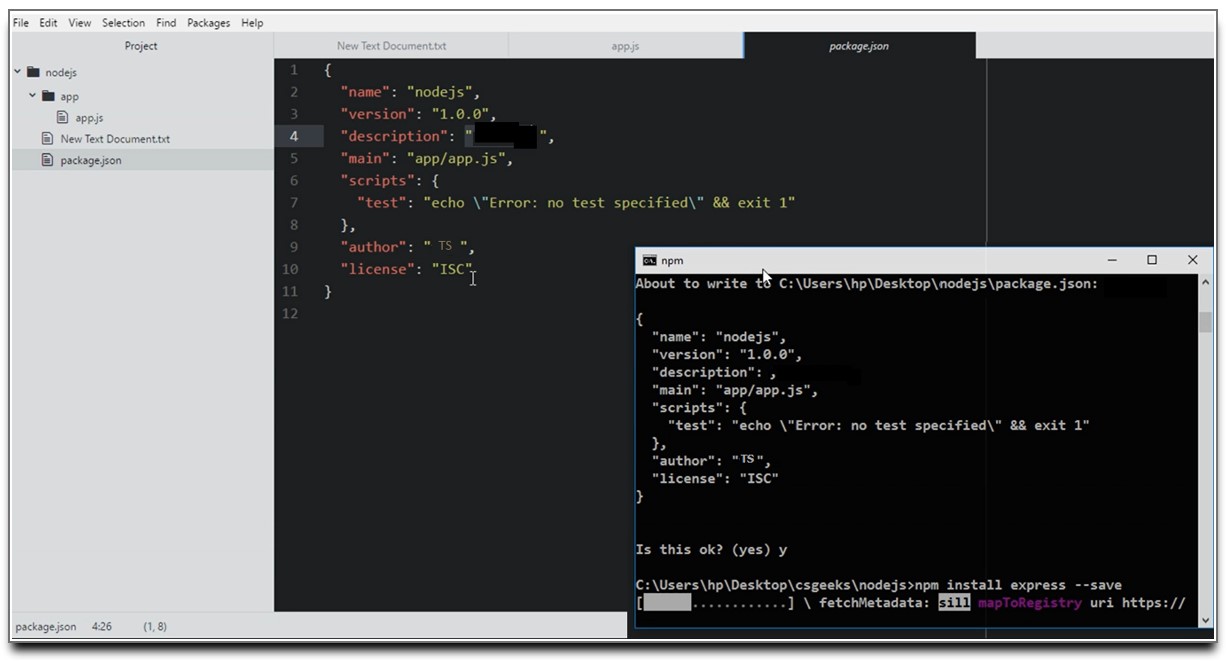 File Edit View Selection Find Packages Help
Project
New Text Document.txt
app.js
package.json
nodejs
app
app.js
New Text Document.txt
package.json
1 {
2 "name": "nodejs",
3 "version": "1.0.0",
4 "description": " ",
5 "main": "app/app.js",
6 "scripts": {
7 "test": "echo \"Error: no test specified\" && exit 1"
8 },
9 "author": " TS ",
10 "license": "ISC"
11 }
12
npm
About to write to C:\Users\hp\Desktop\nodejs\package.json:
{
"name": "nodejs",
"version": "1.0.0",
"description": ,
"main": "app/app.js",
"scripts": {
"test": "echo \"Error: no test specified\" && exit 1"
},
"author": "TS",
"license": "ISC"
}
Is this ok? (yes) y
C:\Users\hp\Desktop\csgeeks\nodejs>npm install express --save
[ ............] \ fetchMetadata: sill mapToRegistry uri https://
package.json 4:26 (1, 8)